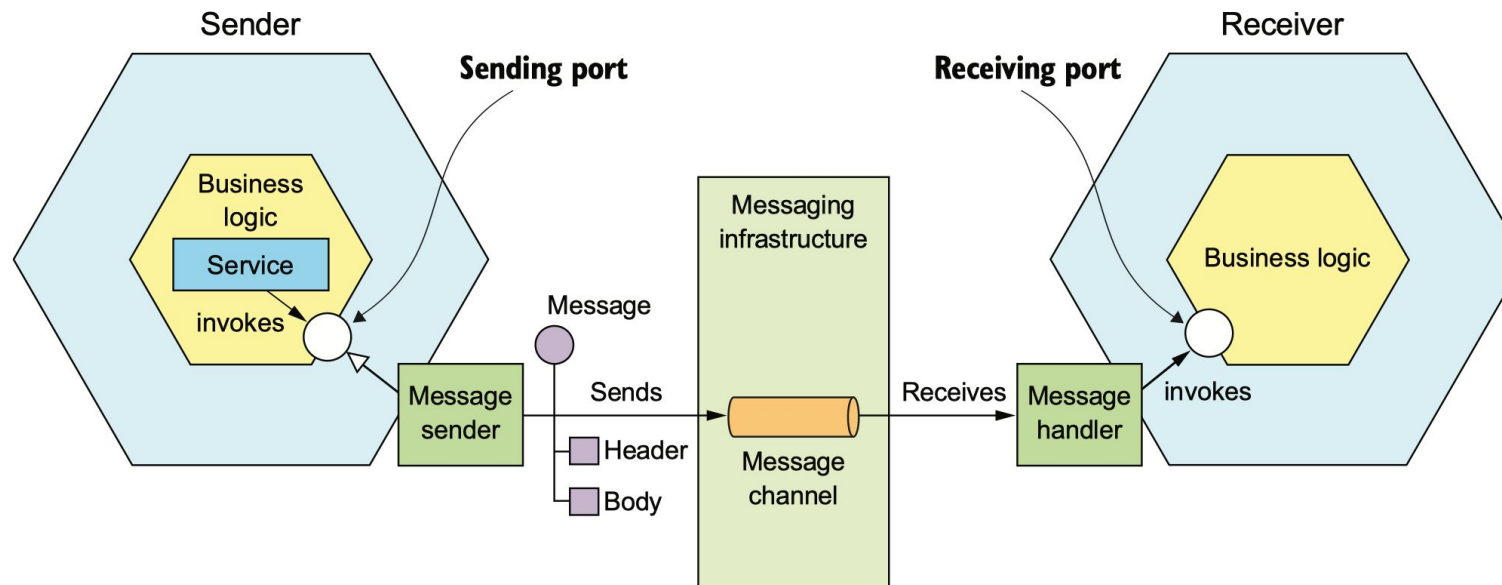 Sender
Sending port
Business
logic
Service
invokes
Message
sender
Message
Sends
Header
Body
Messaging
infrastructure
Message
channel
Receives
Receiver
Receiving port
Business logic
Message
handler
invokes